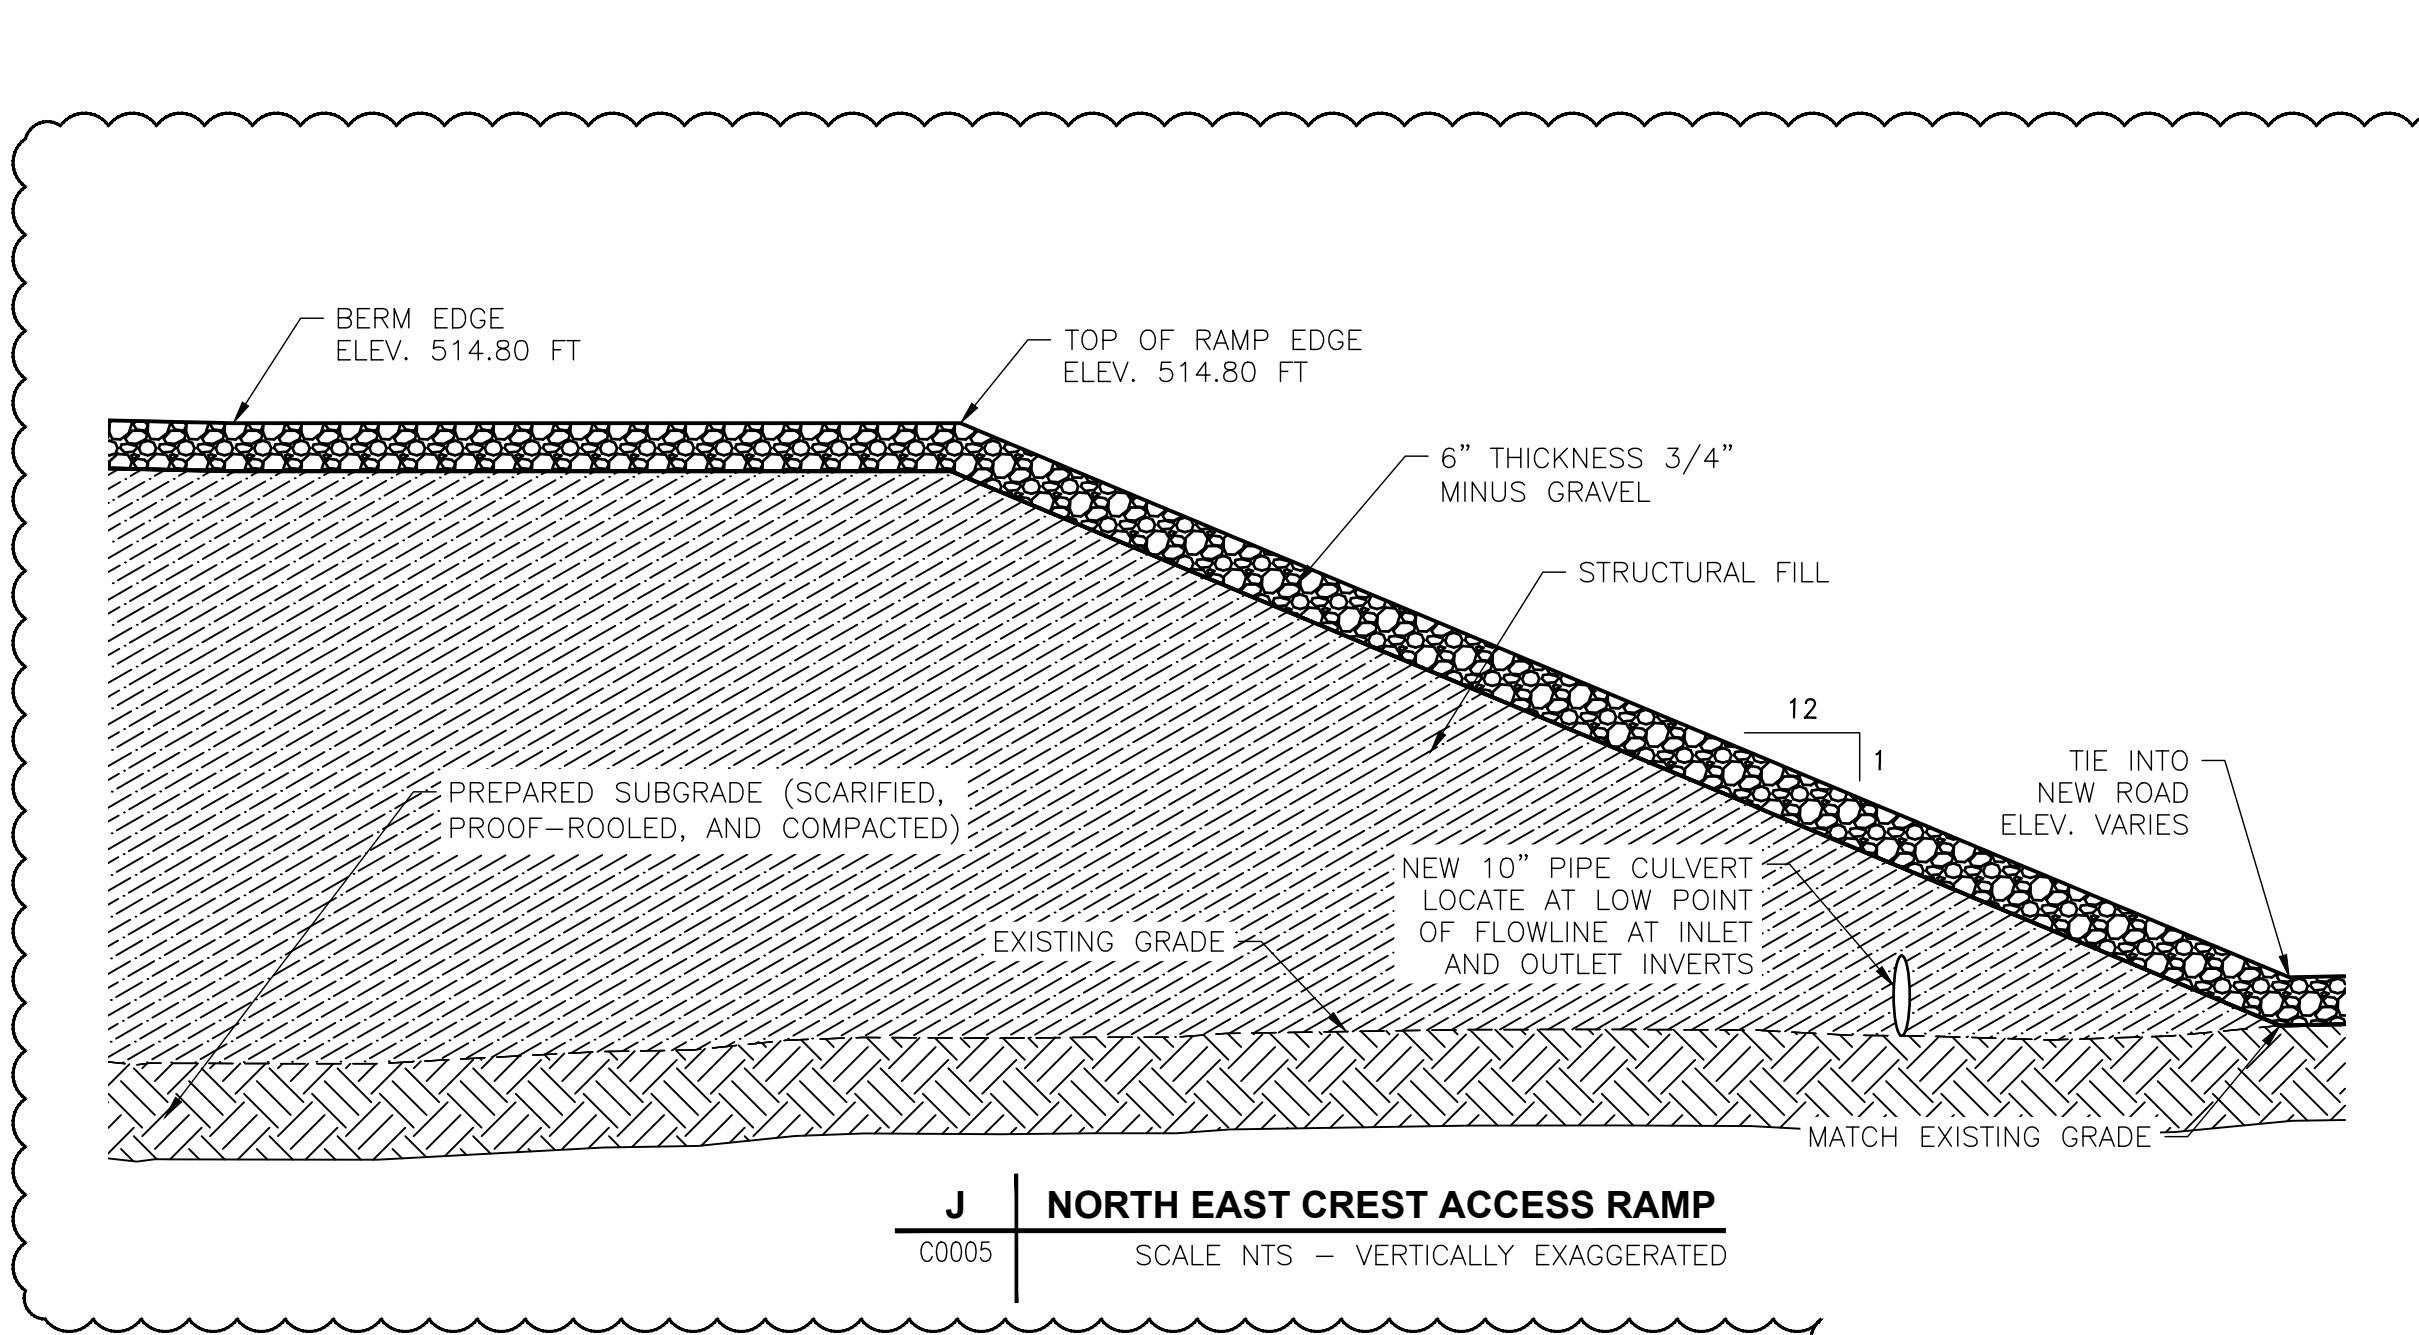 BERM EDGE
ELEV. 514.80 FT
TOP OF RAMP EDGE
ELEV. 514.80 FT
6” THICKNESS 3/4”
MINUS GRAVEL
STRUCTURAL FILL
12
1
TIE INTO
NEW ROAD
ELEV. VARIES
PREPARED SUBGRADE (SCARIFIED,
PROOF–ROOLED, AND COMPACTED)
NEW 10” PIPE CULVERT
LOCATE AT LOW POINT
OF FLOWLINE AT INLET
AND OUTLET INVERTS
EXISTING GRADE
MATCH EXISTING GRADE
J
NORTH EAST CREST ACCESS RAMP
C0005
SCALE NTS – VERTICALLY EXAGGERATED